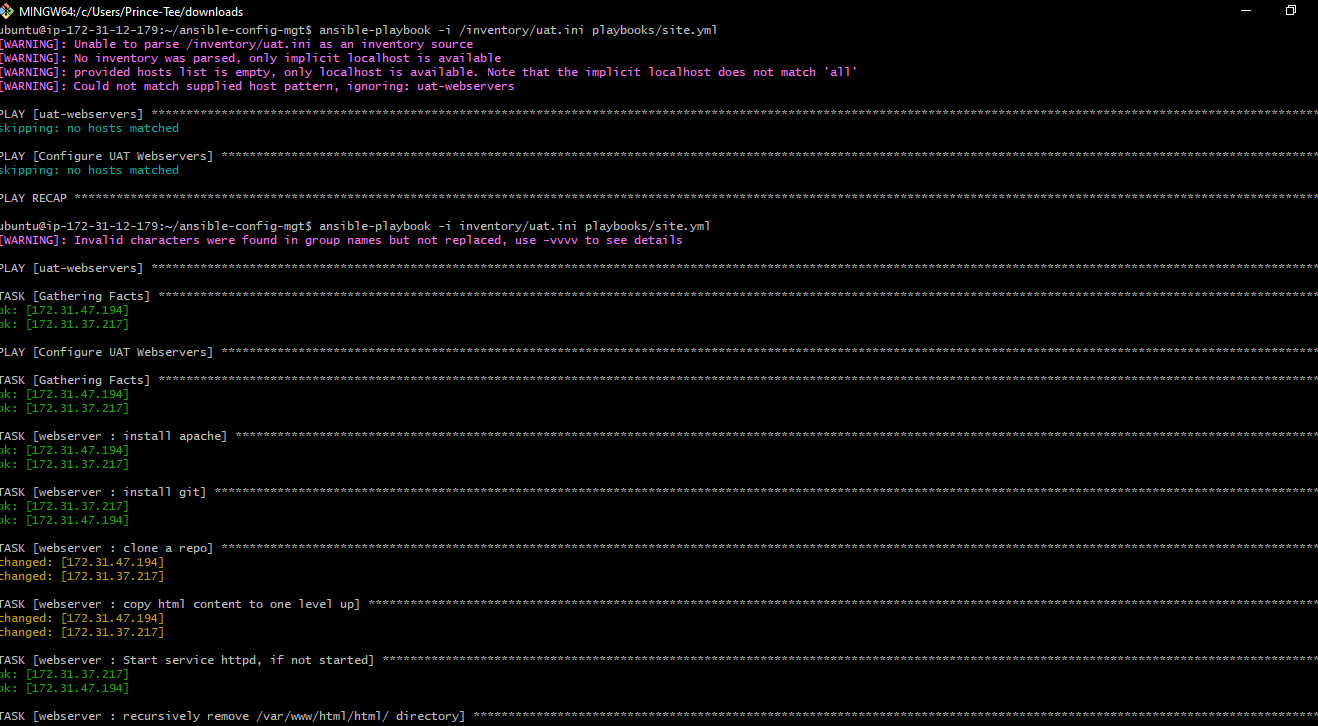 MINGW64:/c/Users/Prince-Tee/downloads
ubuntu@ip-172-31-12-179:~/ansible-config-mgt$ ansible-playbook -i /inventory/uat.ini playbooks/site.yml
[WARNING]: Unable to parse /inventory/uat.ini as an inventory source
[WARNING]: No inventory was parsed, only implicit localhost is available
[WARNING]: provided hosts list is empty, only localhost is available. Note that the implicit localhost does not match 'all'
[WARNING]: Could not match supplied host pattern, ignoring: uat-webservers
PLAY [uat-webservers] ***********************************************************************************************************************************************************************
skipping: no hosts matched
PLAY [Configure UAT Webservers] *************************************************************************************************************************************************************
skipping: no hosts matched
PLAY RECAP **********************************************************************************************************************************************************************************
ubuntu@ip-172-31-12-179:~/ansible-config-mgt$ ansible-playbook -i inventory/uat.ini playbooks/site.yml
[WARNING]: Invalid characters were found in group names but not replaced, use -vvvv to see details
PLAY [uat-webservers] ***********************************************************************************************************************************************************************
TASK [Gathering Facts] **********************************************************************************************************************************************************************
ok: [172.31.47.194]
ok: [172.31.37.217]
PLAY [Configure UAT Webservers] *************************************************************************************************************************************************************
TASK [Gathering Facts] **********************************************************************************************************************************************************************
ok: [172.31.47.194]
ok: [172.31.37.217]
TASK [webserver : install apache] ***********************************************************************************************************************************************************
ok: [172.31.47.194]
ok: [172.31.37.217]
TASK [webserver : install git] **************************************************************************************************************************************************************
ok: [172.31.37.217]
ok: [172.31.47.194]
TASK [webserver : clone a repo] *************************************************************************************************************************************************************
changed: [172.31.47.194]
changed: [172.31.37.217]
TASK [webserver : copy html content to one level up] ****************************************************************************************************************************************
changed: [172.31.47.194]
changed: [172.31.37.217]
TASK [webserver : Start service httpd, if not started] **************************************************************************************************************************************
ok: [172.31.37.217]
ok: [172.31.47.194]
TASK [webserver : recursively remove /var/www/html/html/ directory] *************************************************************************************************************************